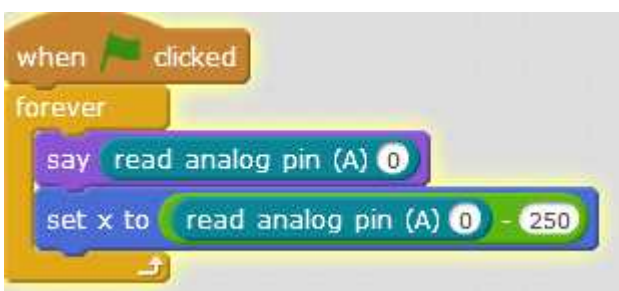 when clicked
forever
say read analog pin (A) 0
set x to read analog pin (A) 0 - 250